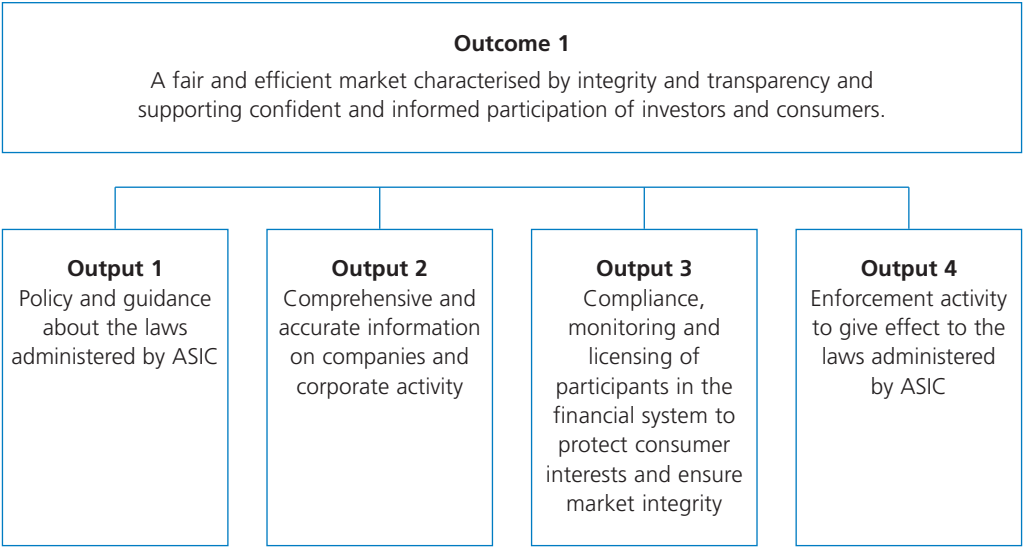 Outcome 1
A fair and efficient market characterised by integrity and transparency and
supporting confident and informed participation of investors and consumers.
Output 1
Policy and guidance
about the laws
administered by ASIC
Output 2
Comprehensive and
accurate information
on companies and
corporate activity
Output 3
Compliance,
monitoring and
licensing of
participants in the
financial system to
protect consumer
interests and ensure
market integrity
Output 4
Enforcement activity
to give effect to the
laws administered
by ASIC